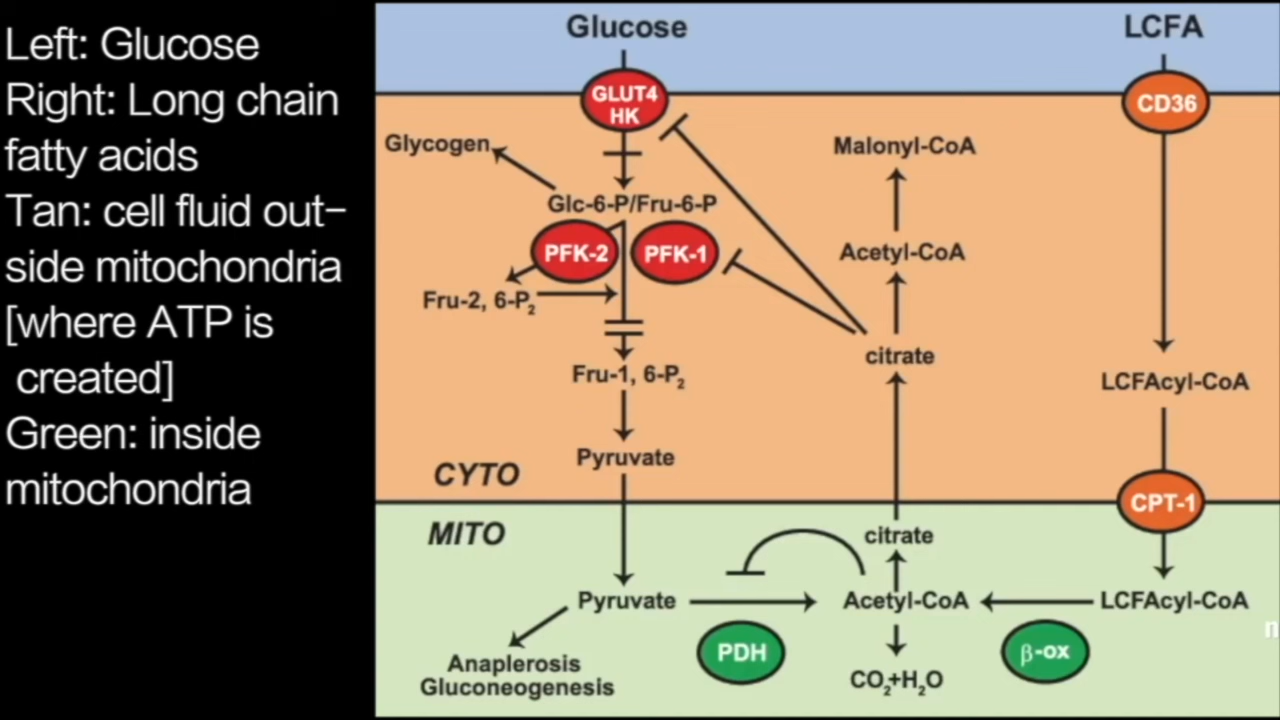 Left: Glucose
Right: Long chain
fatty acids
Tan: cell fluid out-
side mitochondria
[where ATP is
created]
Green: inside
mitochondria
Glucose
LCFA
GLUT4
HK
CD36
Glycogen
Malonyl-CoA
Glc-6-P/Fru-6-P
PFK-2
PFK-1
Acetyl-CoA
Fru-2, 6-P₂
citrate
Fru-1, 6-P₂
LCFAcyl-CoA
Pyruvate
CYTO
CPT-1
MITO
citrate
Pyruvate
Acetyl-CoA
LCFAcyl-CoA
PDH
β-ox
Anaplerosis
Gluconeogenesis
CO₂+H₂O